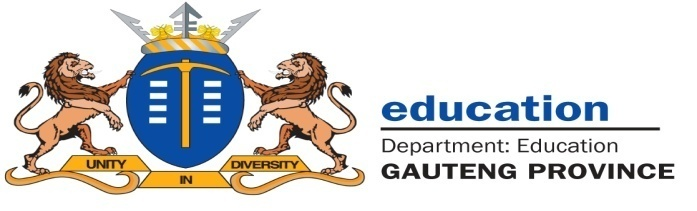 UNITY IN DIVERSITY
education
Department: Education
GAUTENG PROVINCE